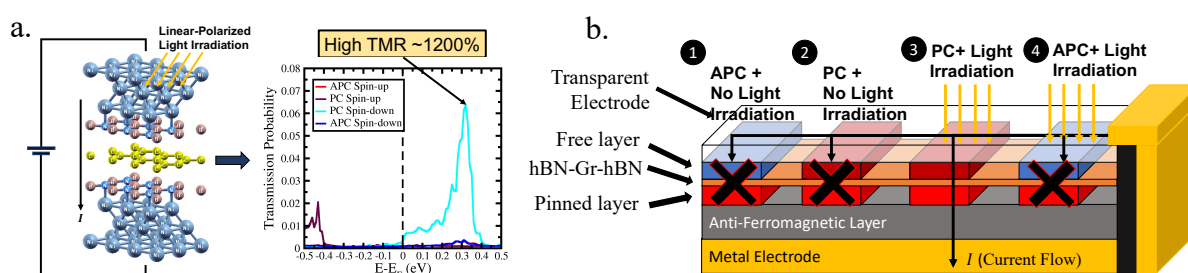 a.
Linear-Polarized
Light Irradiation
I
High TMR ~1200%
Transmission Probability
0.08
0.07
0.06
0.05
0.04
0.03
0.02
0.01
0
APC Spin-up
PC Spin-up
PC Spin-down
APC Spin-down
-0.5 -0.4 -0.3 -0.2 -0.1 0 0.1 0.2 0.3 0.4 0.5
b.
1
APC +
No Light
Irradiation
2
PC +
No Light
Irradiation
3
PC+ Light
Irradiation
4
APC+ Light
Irradiation
Transparent
Electrode
Free layer
hBN-Gr-hBN
Pinned layer
Anti-Ferromagnetic Layer
Metal Electrode
I (Current Flow)